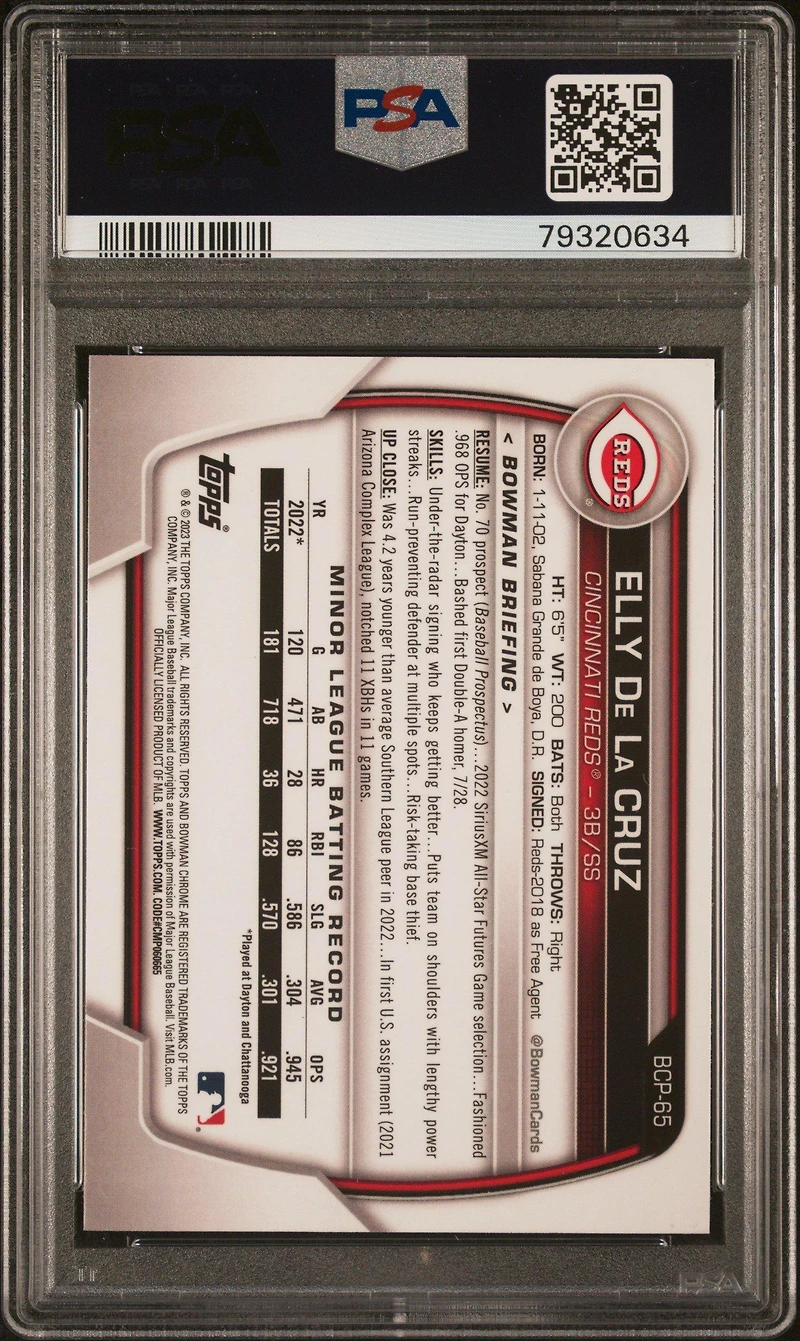 PSA
PSA
79320634
REDS
®
BCP-65
ELLY DE LA CRUZ
CINCINNATI REDS® – 3B/SS
HT: 6'5" WT: 200 BATS: Both THROWS: Right
BORN: 1-11-02, Sabana Grande de Boya, D.R. SIGNED: Reds-2018 as Free Agent @BowmanCards
< BOWMAN BRIEFING >
RESUME: No. 70 prospect (Baseball Prospectus)...2022 SiriusXM All-Star Futures Game selection...Fashioned
.968 OPS for Dayton...Bashed first Double-A homer, 7/28.
SKILLS: Under-the-radar signing who keeps getting better...Puts team on shoulders with lengthy power
streaks...Run-preventing defender at multiple spots...Risk-taking base thief.
UP CLOSE: Was 4.2 years younger than average Southern League peer in 2022...In first U.S. assignment (2021
Arizona Complex League), notched 11 XBHs in 11 games.
MINOR LEAGUE BATTING RECORD
YR G AB HR RBI SLG AVG OPS
2022* 120 471 28 86 .586 .304 .945
TOTALS 181 718 36 128 .570 .301 .921
*Played at Dayton and Chattanooga
topps®
® & © 2023 THE TOPPS COMPANY, INC. ALL RIGHTS RESERVED. TOPPS AND BOWMAN CHROME ARE REGISTERED TRADEMARKS OF THE TOPPS
COMPANY, INC. Major League Baseball trademarks and copyrights are used with permission of Major League Baseball. Visit MLB.com.
OFFICIALLY LICENSED PRODUCT OF MLB. WWW.TOPPS.COM. CODE#CMP060665
PSA